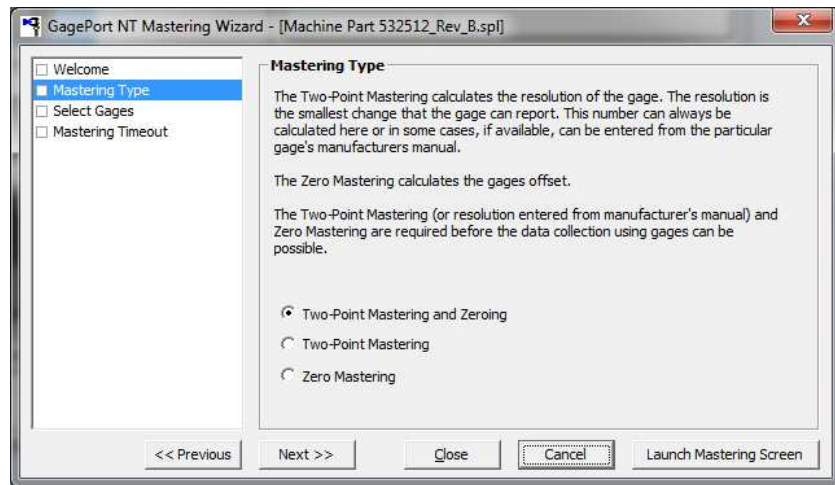 GagePort NT Mastering Wizard - [Machine Part 532512_Rev_B.spl]
Welcome
Mastering Type
Select Gages
Mastering Timeout
Mastering Type
The Two-Point Mastering calculates the resolution of the gage. The resolution is
the smallest change that the gage can report. This number can always be
calculated here or in some cases, if available, can be entered from the particular
gage's manufacturers manual.
The Zero Mastering calculates the gages offset.
The Two-Point Mastering (or resolution entered from manufacturer's manual) and
Zero Mastering are required before the data collection using gages can be
possible.
Two-Point Mastering and Zeroing
Two-Point Mastering
Zero Mastering
<< Previous
Next >>
Close
Cancel
Launch Mastering Screen